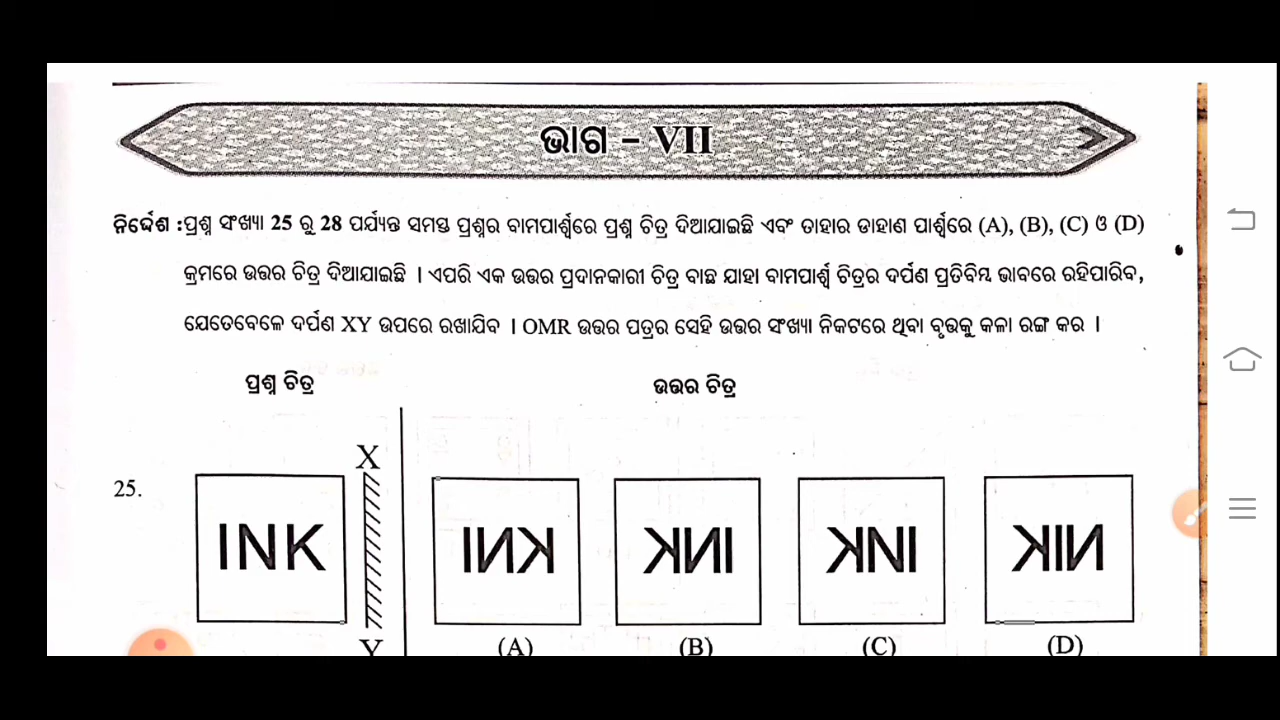 ଭାଗ – VII
ନିର୍ଦ୍ଦେଶ :ପ୍ରଶ୍ନ ସଂଖ୍ୟା 25 ରୁ 28 ପର୍ଯ୍ୟନ୍ତ ସମସ୍ତ ପ୍ରଶ୍ନର ବାମପାର୍ଶ୍ୱରେ ପ୍ରଶ୍ନ ଚିତ୍ର ଦିଆଯାଇଛି ଏବଂ ତାହାର ଡାହାଣ ପାର୍ଶ୍ୱରେ (A), (B), (C) ଓ (D)
କ୍ରମରେ ଉତ୍ତର ଚିତ୍ର ଦିଆଯାଇଛି । ଏପରି ଏକ ଉତ୍ତର ପ୍ରଦାନକାରୀ ଚିତ୍ର ବାଛ ଯାହା ବାମପାର୍ଶ୍ୱ ଚିତ୍ରର ଦର୍ପଣ ପ୍ରତିବିମ୍ବ ଭାବରେ ରହିପାରିବ,
ଯେତେବେଳେ ଦର୍ପଣ XY ଉପରେ ରଖାଯିବ । OMR ଉତ୍ତର ପତ୍ରର ସେହି ଉତ୍ତର ସଂଖ୍ୟା ନିକଟରେ ଥିବା ବୃତ୍ତକୁ କଳା ରଙ୍ଗ କର ।
ପ୍ରଶ୍ନ ଚିତ୍ର ଉତ୍ତର ଚିତ୍ର
X
25.
INK
Y (A) (B) (C) (D)